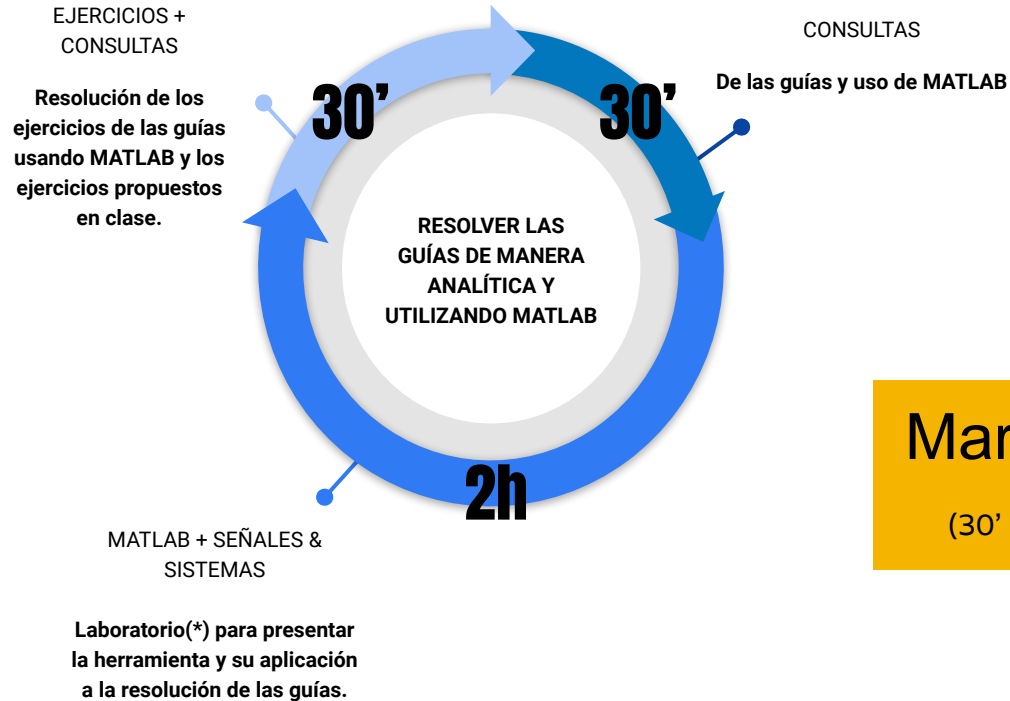 EJERCICIOS +
CONSULTAS
Resolución de los
ejercicios de las guías
usando MATLAB y los
ejercicios propuestos
en clase.
30’
30’
CONSULTAS
De las guías y uso de MATLAB
RESOLVER LAS
GUÍAS DE MANERA
ANALÍTICA Y
UTILIZANDO MATLAB
2h
MATLAB + SEÑALES &
SISTEMAS
Laboratorio(*) para presentar
la herramienta y su aplicación
a la resolución de las guías.
(30’